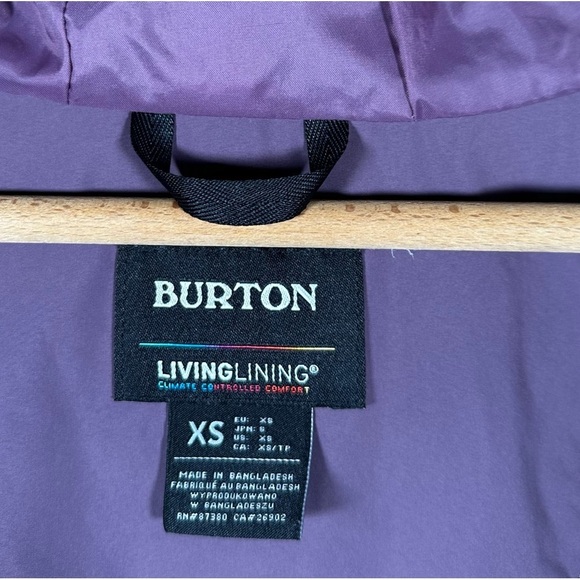 BURTON
LIVINGLINING®
CLIMATE CONTROLLED COMFORT
XS
EU: XS
JPN: S
US: XS
CA: XS/TP
MADE IN BANGLADESH
FABRIQUÉ AU BANGLADESH
WYPRODUKOWANO
W BANGLADESZU
RN#87380 CA#26902